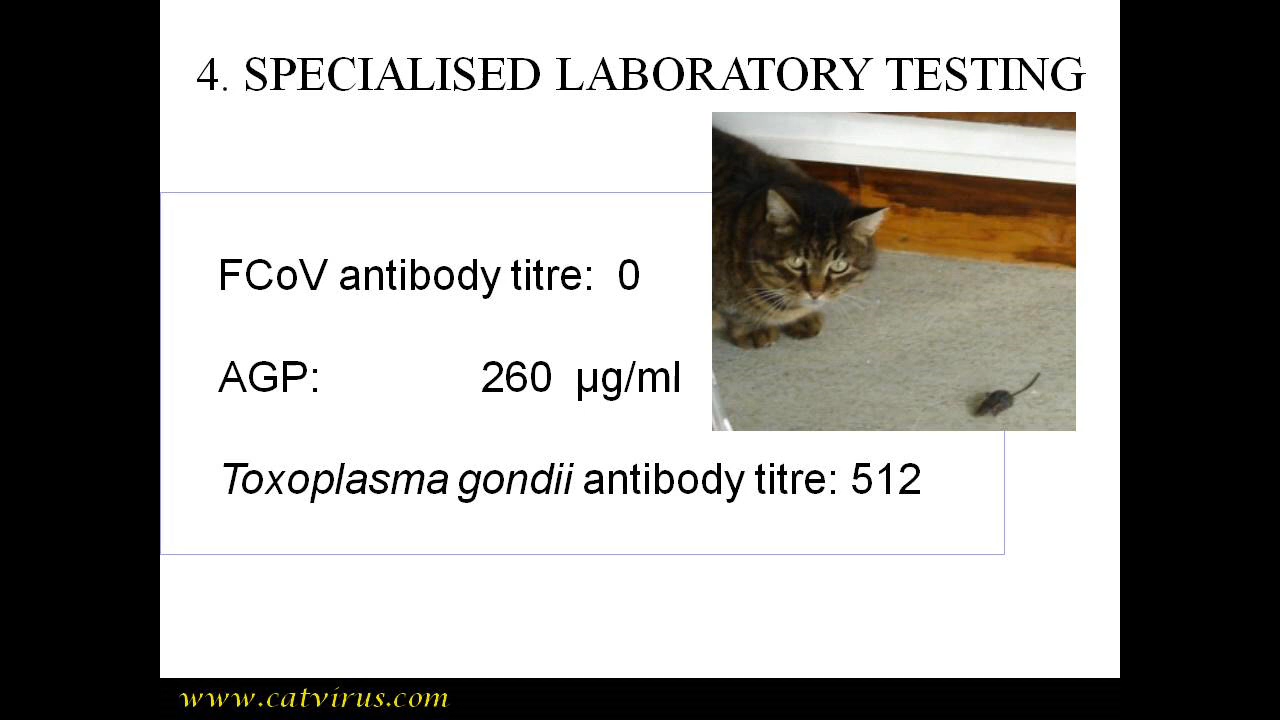 4. SPECIALISED LABORATORY TESTING
FCoV antibody titre: 0
AGP: 260 µg/ml
Toxoplasma gondii antibody titre: 512
www.catvirus.com